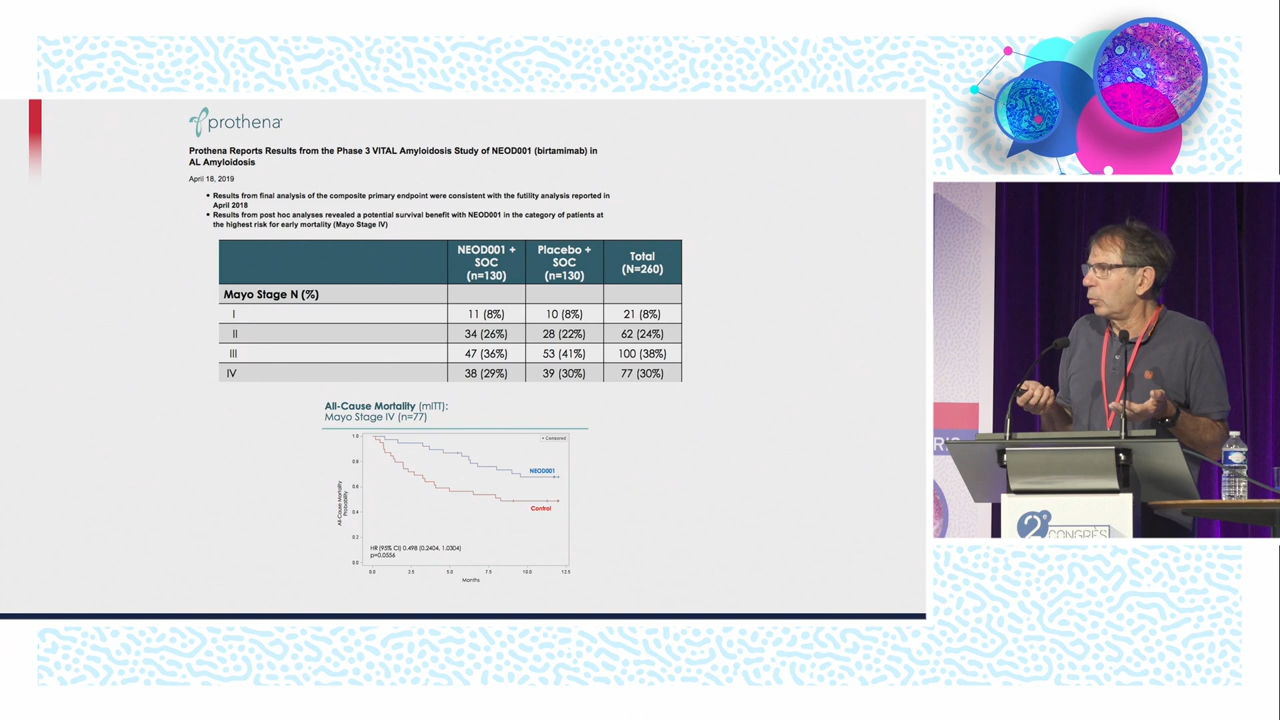 prothena
Prothena Reports Results from the Phase 3 VITAL Amyloidosis Study of NEOD001 (birtamimab) in
AL Amyloidosis
April 18, 2019
• Results from final analysis of the composite primary endpoint were consistent with the futility analysis reported in
April 2018
• Results from post hoc analyses revealed a potential survival benefit with NEOD001 in the category of patients at
the highest risk for early mortality (Mayo Stage IV)
NEOD001 + SOC (n=130) Placebo + SOC (n=130) Total (N=260)
Mayo Stage N (%)
I 11 (8%) 10 (8%) 21 (8%)
II 34 (26%) 28 (22%) 62 (24%)
III 47 (36%) 53 (41%) 100 (38%)
IV 38 (29%) 39 (30%) 77 (30%)
All-Cause Mortality (mITT):
Mayo Stage IV (n=77)
+ Censored
1.0
0.8
0.6
0.4
0.2
0.0
All-Cause Mortality
Probability
NEOD001
Control
HR (95% CI) 0.498 (0.2404, 1.0304)
p=0.0556
0.0 2.5 5.0 7.5 10.0 12.5
Months
RIS
2e
CONGRÈS